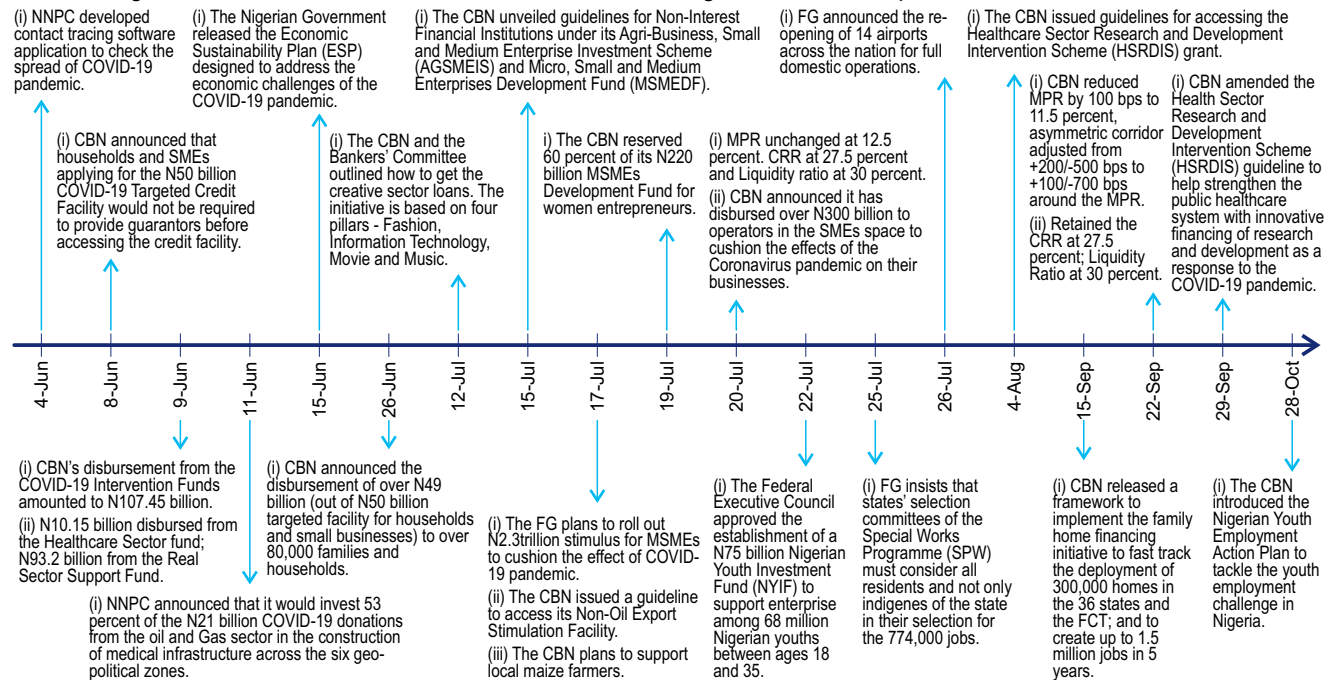 (i) NNPC developed
contact tracing software
application to check the
spread of COVID-19
pandemic.
(i) The Nigerian Government
released the Economic
Sustainability Plan (ESP)
designed to address the
economic challenges of the
COVID-19 pandemic.
(i) The CBN unveiled guidelines for Non-Interest
Financial Institutions under its Agri-Business, Small
and Medium Enterprise Investment Scheme
(AGSMEIS) and Micro, Small and Medium
Enterprises Development Fund (MSMEDF).
(i) FG announced the re-
opening of 14 airports
across the nation for full
domestic operations.
(i) The CBN issued guidelines for accessing the
Healthcare Sector Research and Development
Intervention Scheme (HSRDIS) grant.
(i) CBN announced that
households and SMEs
applying for the N50 billion
COVID-19 Targeted Credit
Facility would not be required
to provide guarantors before
accessing the credit facility.
(i) The CBN and the
Bankers' Committee
outlined how to get the
creative sector loans. The
initiative is based on four
pillars - Fashion,
Information Technology,
Movie and Music.
i) The CBN reserved
60 percent of its N220
billion MSMEs
Development Fund for
women entrepreneurs.
(i) MPR unchanged at 12.5
percent. CRR at 27.5 percent
and Liquidity ratio at 30 percent.
(ii) CBN announced it has
disbursed over N300 billion to
operators in the SMEs space to
cushion the effects of the
Coronavirus pandemic on their
businesses.
(i) CBN reduced
MPR by 100 bps to
11.5 percent,
asymmetric corridor
adjusted from
+200/-500 bps to
+100/-700 bps
around the MPR.
(ii) Retained the
CRR at 27.5
percent; Liquidity
Ratio at 30 percent.
(i) CBN amended the
Health Sector
Research and
Development
Intervention Scheme
(HSRDIS) guideline to
help strengthen the
public healthcare
system with innovative
financing of research
and development as a
response to the
COVID-19 pandemic.
4-Jun
8-Jun
9-Jun
11-Jun
15-Jun
26-Jun
12-Jul
15-Jul
17-Jul
19-Jul
20-Jul
22-Jul
25-Jul
26-Jul
4-Aug
15-Sep
22-Sep
29-Sep
28-Oct
(i) CBN's disbursement from the
COVID-19 Intervention Funds
amounted to N107.45 billion.
(ii) N10.15 billion disbursed from
the Healthcare Sector fund;
N93.2 billion from the Real
Sector Support Fund.
(i) NNPC announced that it would invest 53
percent of the N21 billion COVID-19 donations
from the oil and Gas sector in the construction
of medical infrastructure across the six geo-
political zones.
(i) CBN announced the
disbursement of over N49
billion (out of N50 billion
targeted facility for households
and small businesses) to over
80,000 families and
households.
(i) The FG plans to roll out
N2.3trillion stimulus for MSMEs
to cushion the effect of COVID-
19 pandemic.
(ii) The CBN issued a guideline
to access its Non-Oil Export
Stimulation Facility.
(iii) The CBN plans to support
local maize farmers.
(i) The Federal
Executive Council
approved the
establishment of a
N75 billion Nigerian
Youth Investment
Fund (NYIF) to
support enterprise
among 68 million
Nigerian youths
between ages 18
and 35.
(i) FG insists that
states' selection
committees of the
Special Works
Programme (SPW)
must consider all
residents and not only
indigenes of the state
in their selection for
the 774,000 jobs.
(i) CBN released a
framework to
implement the family
home financing
initiative to fast track
the deployment of
300,000 homes in
the 36 states and
the FCT; and to
create up to 1.5
million jobs in 5
years.
(i) The CBN
introduced the
Nigerian Youth
Employment
Action Plan to
tackle the youth
employment
challenge in
Nigeria.